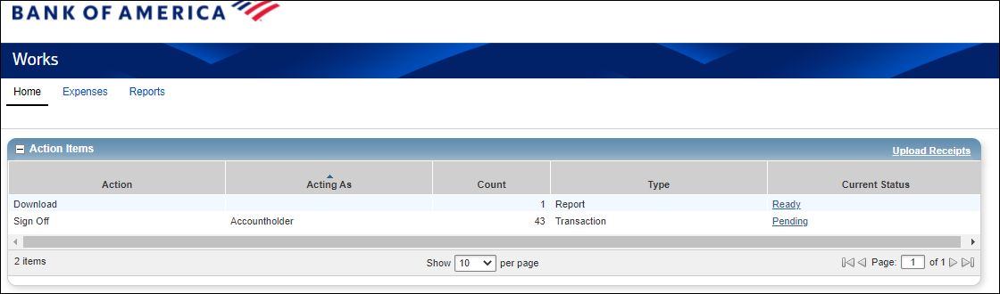 BANK OF AMERICA
Works
Home Expenses Reports
Action Items Upload Receipts
Action Acting As Count Type Current Status
Download 1 Report Ready
Sign Off Accountholder 43 Transaction Pending
2 items Show 10 per page Page: 1 of 1